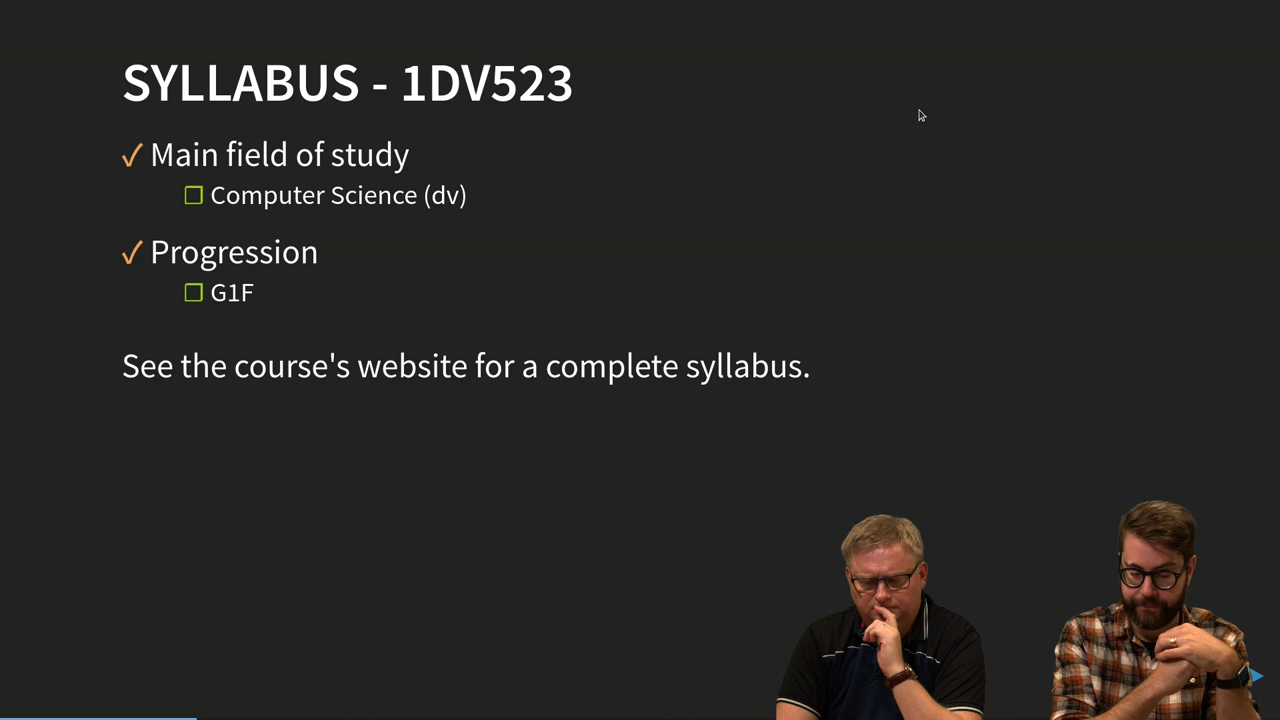 SYLLABUS - 1DV523
✓ Main field of study
❒ Computer Science (dv)
✓ Progression
❒ G1F
See the course's website for a complete syllabus.